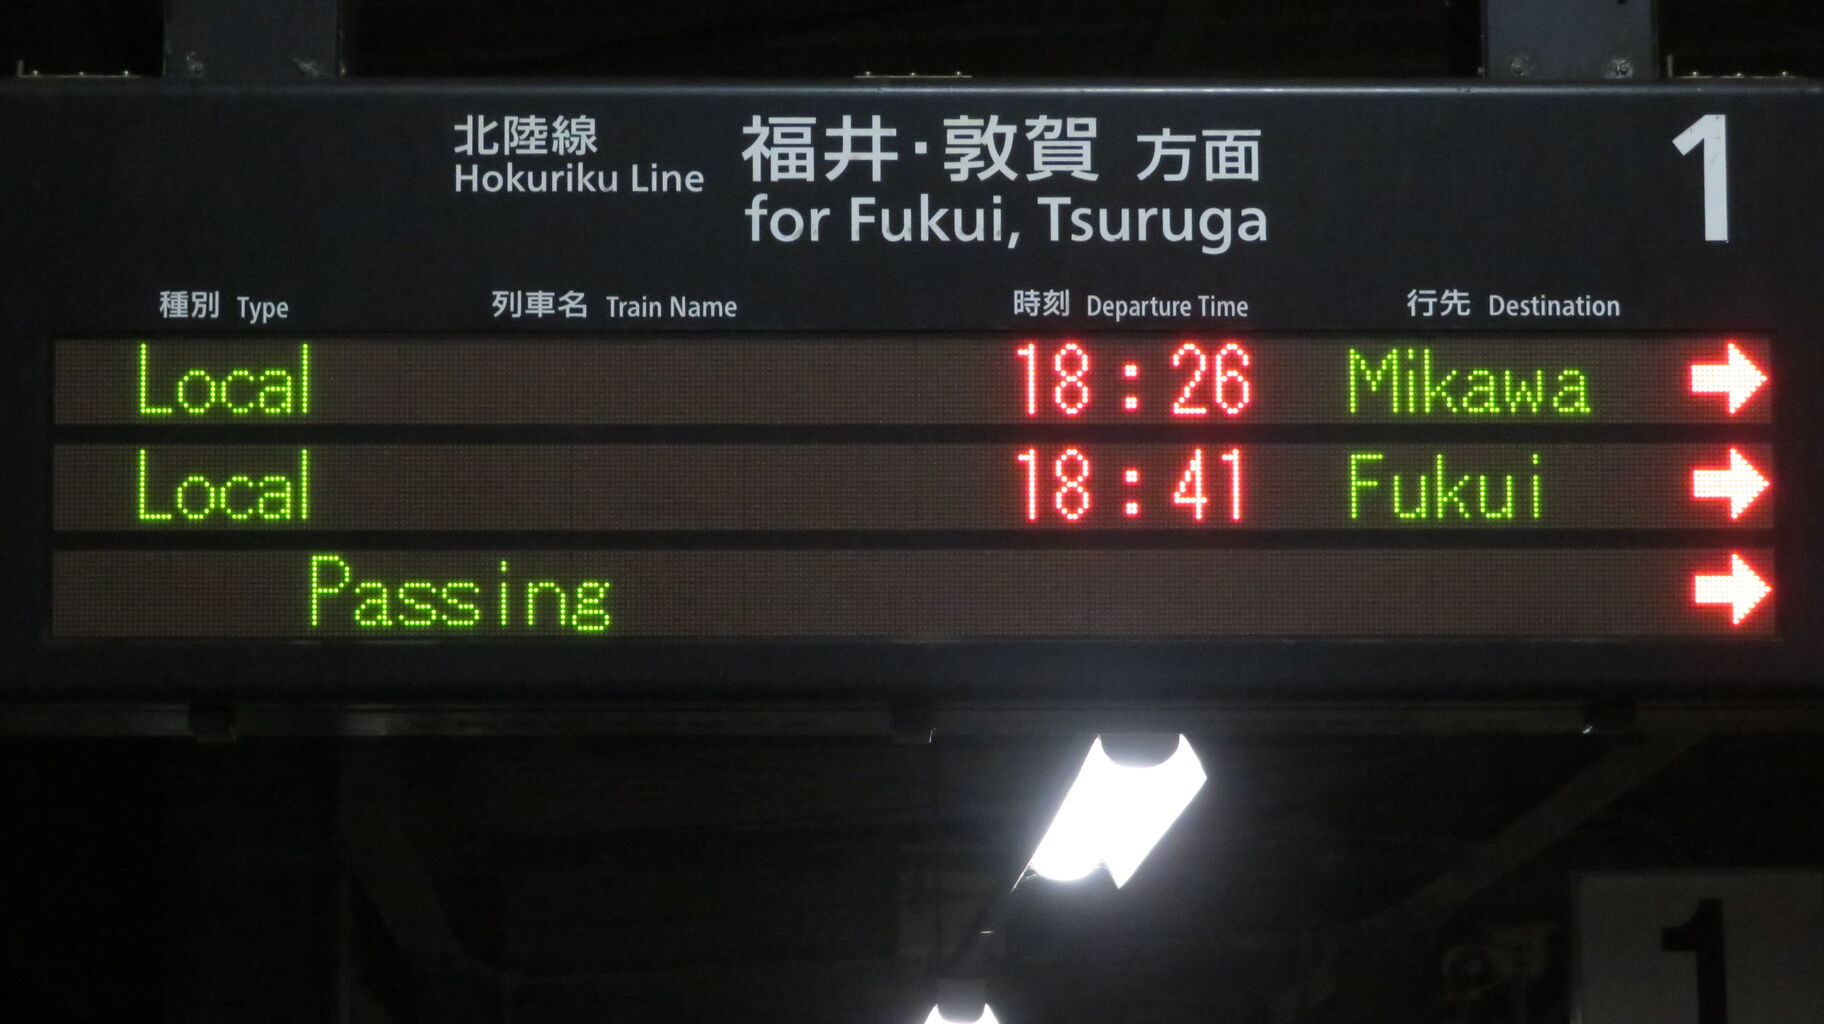 北陸線 福井・敦賀 方面 1
Hokuriku Line for Fukui, Tsuruga
種別 Type 列車名 Train Name 時刻 Departure Time 行先 Destination
Local 18:26 Mikawa
Local 18:41 Fukui
Passing
1